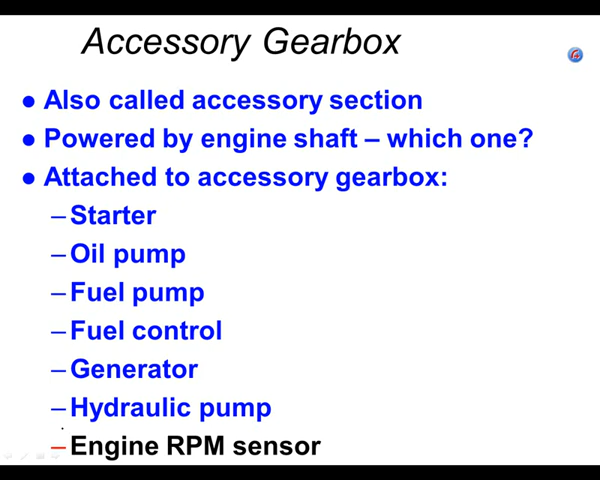 Accessory Gearbox
● Also called accessory section
● Powered by engine shaft – which one?
● Attached to accessory gearbox:
– Starter
– Oil pump
– Fuel pump
– Fuel control
– Generator
– Hydraulic pump
– Engine RPM sensor